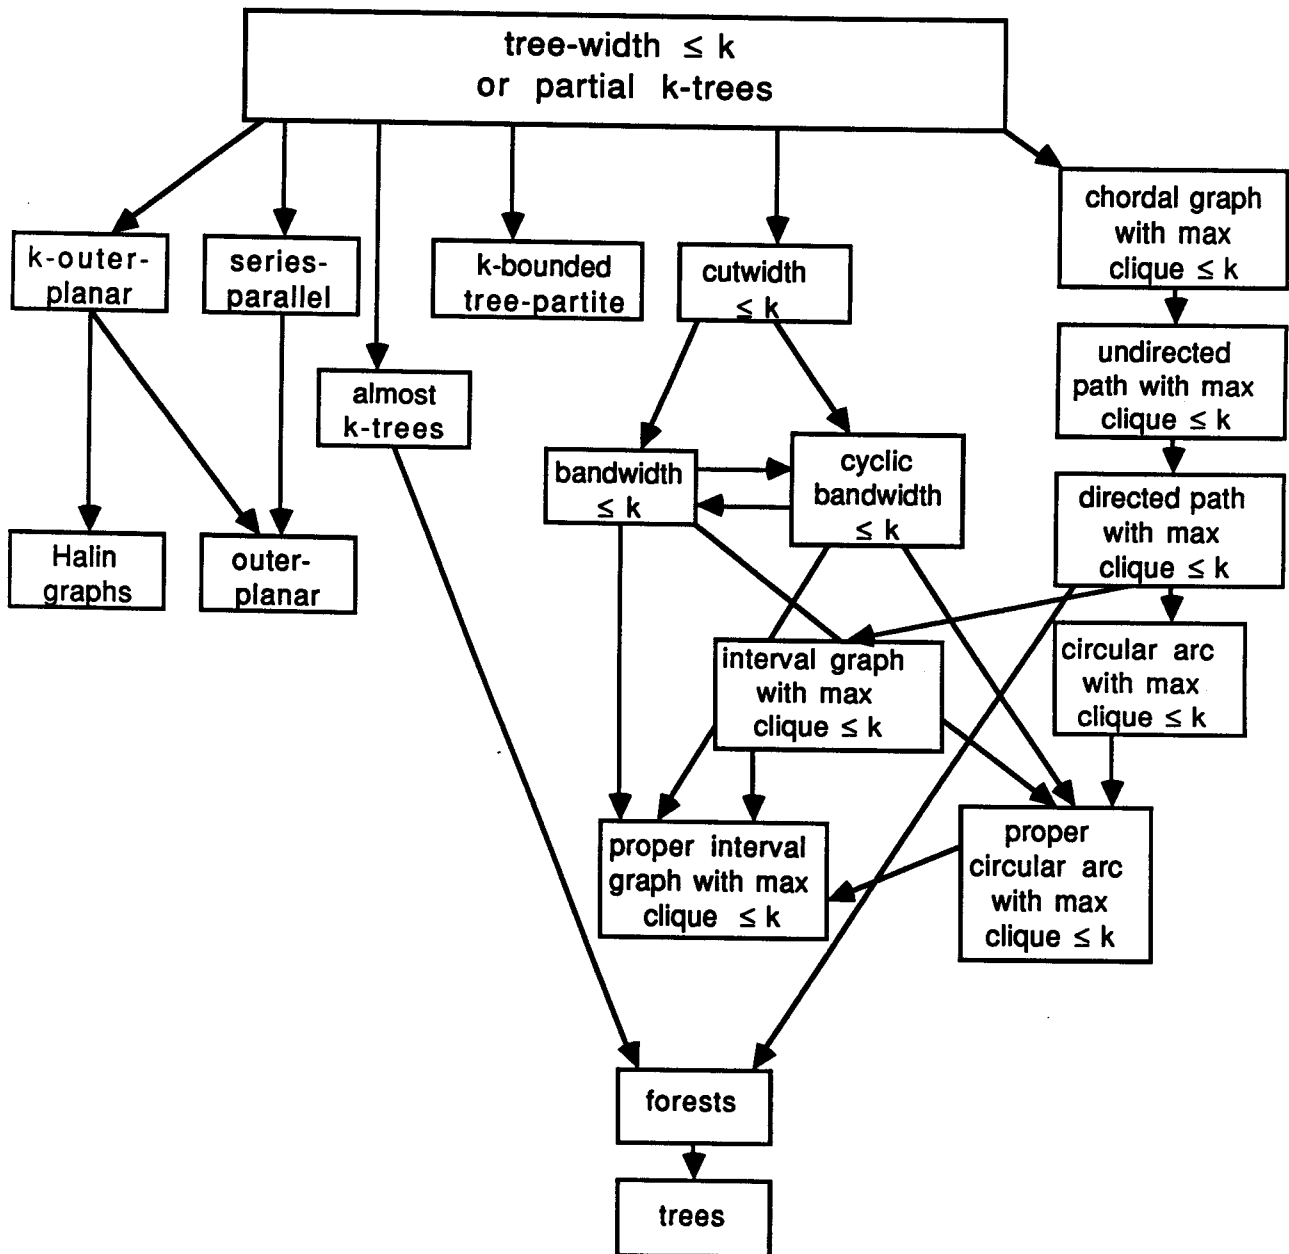 tree-width ≤ k
or partial k-trees
chordal graph
with max
clique ≤ k
k-outer-
planar
series-
parallel
k-bounded
tree-partite
cutwidth
≤ k
undirected
path with max
clique ≤ k
almost
k-trees
bandwidth
≤ k
cyclic
bandwidth
≤ k
directed path
with max
clique ≤ k
Halin
graphs
outer-
planar
interval graph
with max
clique ≤ k
circular arc
with max
clique ≤ k
proper interval
graph with max
clique ≤ k
proper
circular arc
with max
clique ≤ k
forests
trees